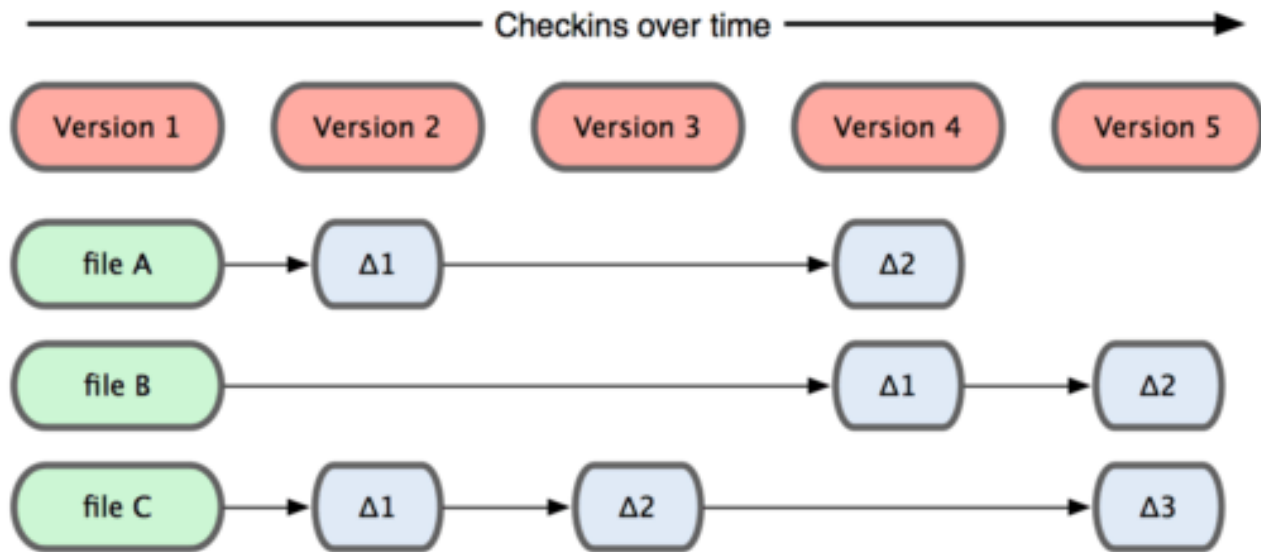 Checkins over time
Version 1 Version 2 Version 3 Version 4 Version 5
file A Δ1 Δ2
file B Δ1 Δ2
file C Δ1 Δ2 Δ3